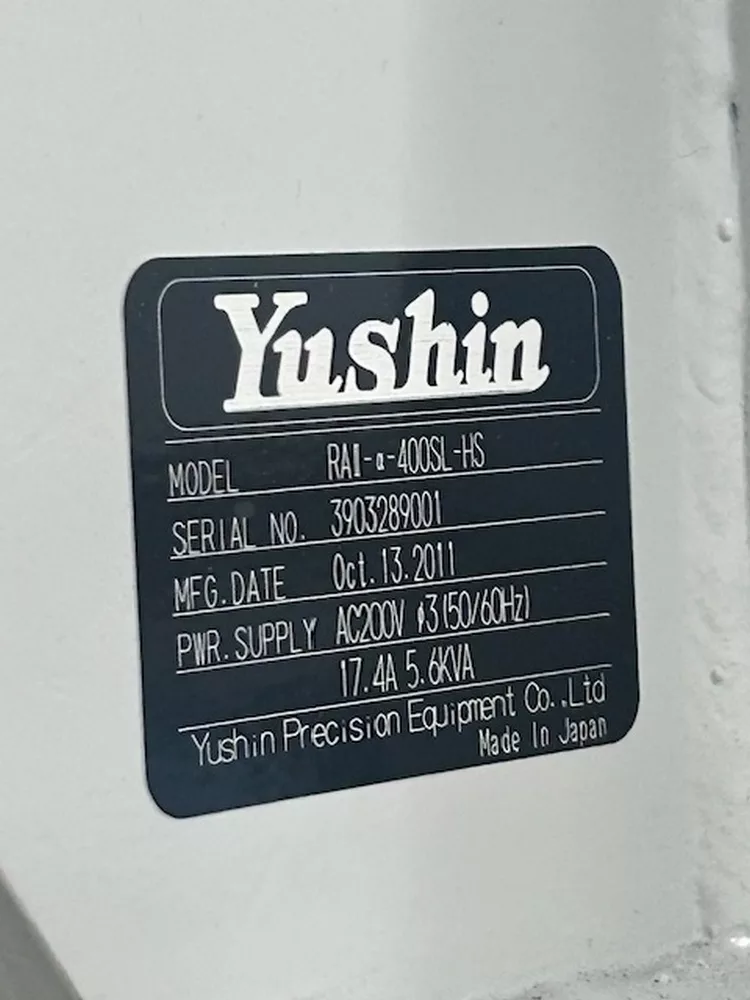 Yushin
MODEL RAⅡ-α-400SL-HS
SERIAL NO. 3903289001
MFG.DATE Oct.13.2011
PWR.SUPPLY AC200V φ3(50/60Hz)
17.4A 5.6KVA
Yushin Precision Equipment Co.,Ltd
Made In Japan